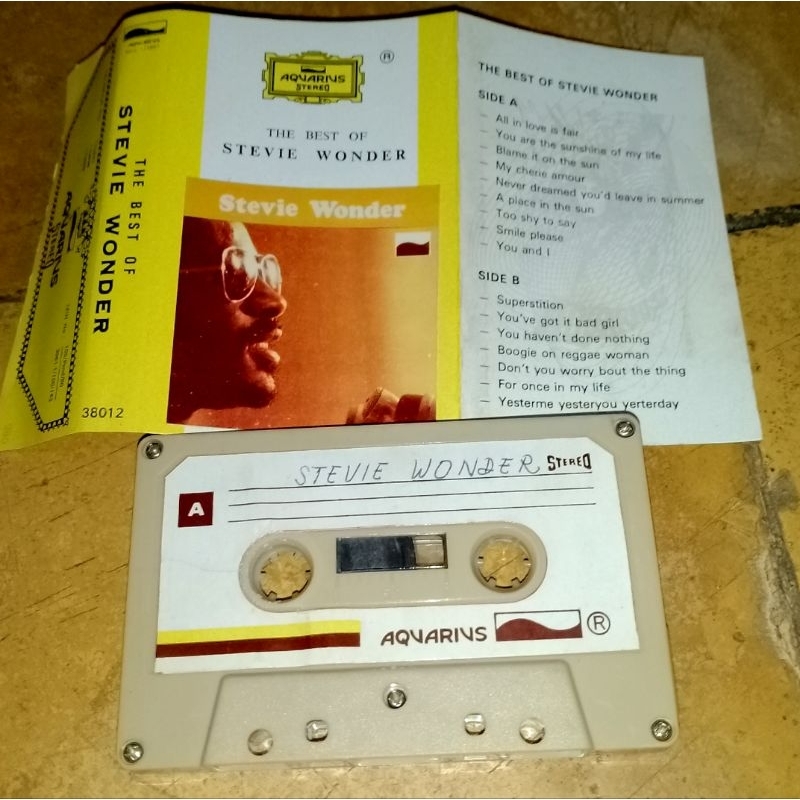 THE BEST OF
STEVIE WONDER
AQUARIUS
38012
AQVARIVS
STEREO
®
THE BEST OF
STEVIE WONDER
Stevie Wonder
THE BEST OF STEVIE WONDER
SIDE A
— All in love is fair
— You are the sunshine of my life
— Blame it on the sun
— My cherie amour
— Never dreamed you'd leave in summer
— A place in the sun
— Too shy to say
— Smile please
— You and I
SIDE B
— Superstition
— You've got it bad girl
— You haven't done nothing
— Boogie on reggae woman
— Don't you worry bout the thing
— For once in my life
— Yesterme yesteryou yerterday
STEVIE WONDER STEREO
A
AQVARIVS ®